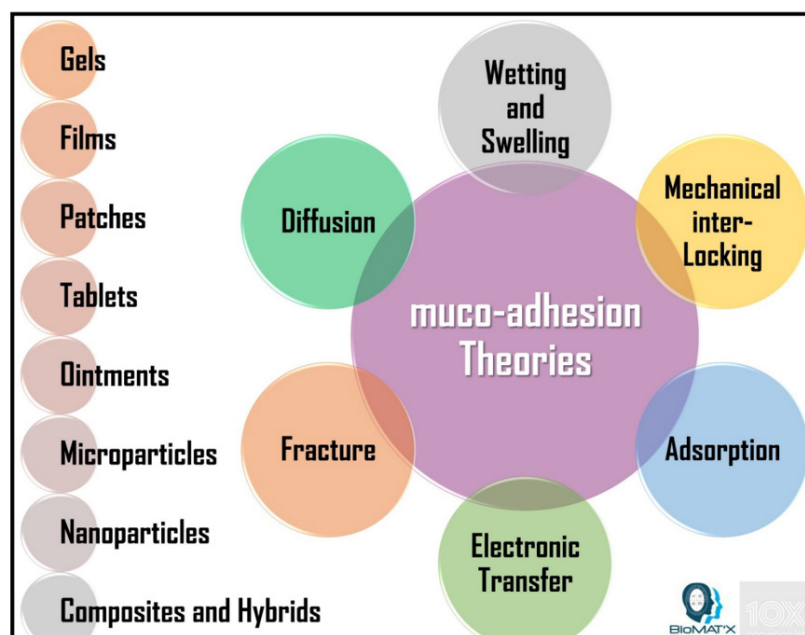 Gels
Films
Patches
Tablets
Ointments
Microparticles
Nanoparticles
Composites and Hybrids
Wetting
and
Swelling
Mechanical
inter-
Locking
Adsorption
Electronic
Transfer
Fracture
Diffusion
muco-adhesion
Theories
BioMAT'X
10X